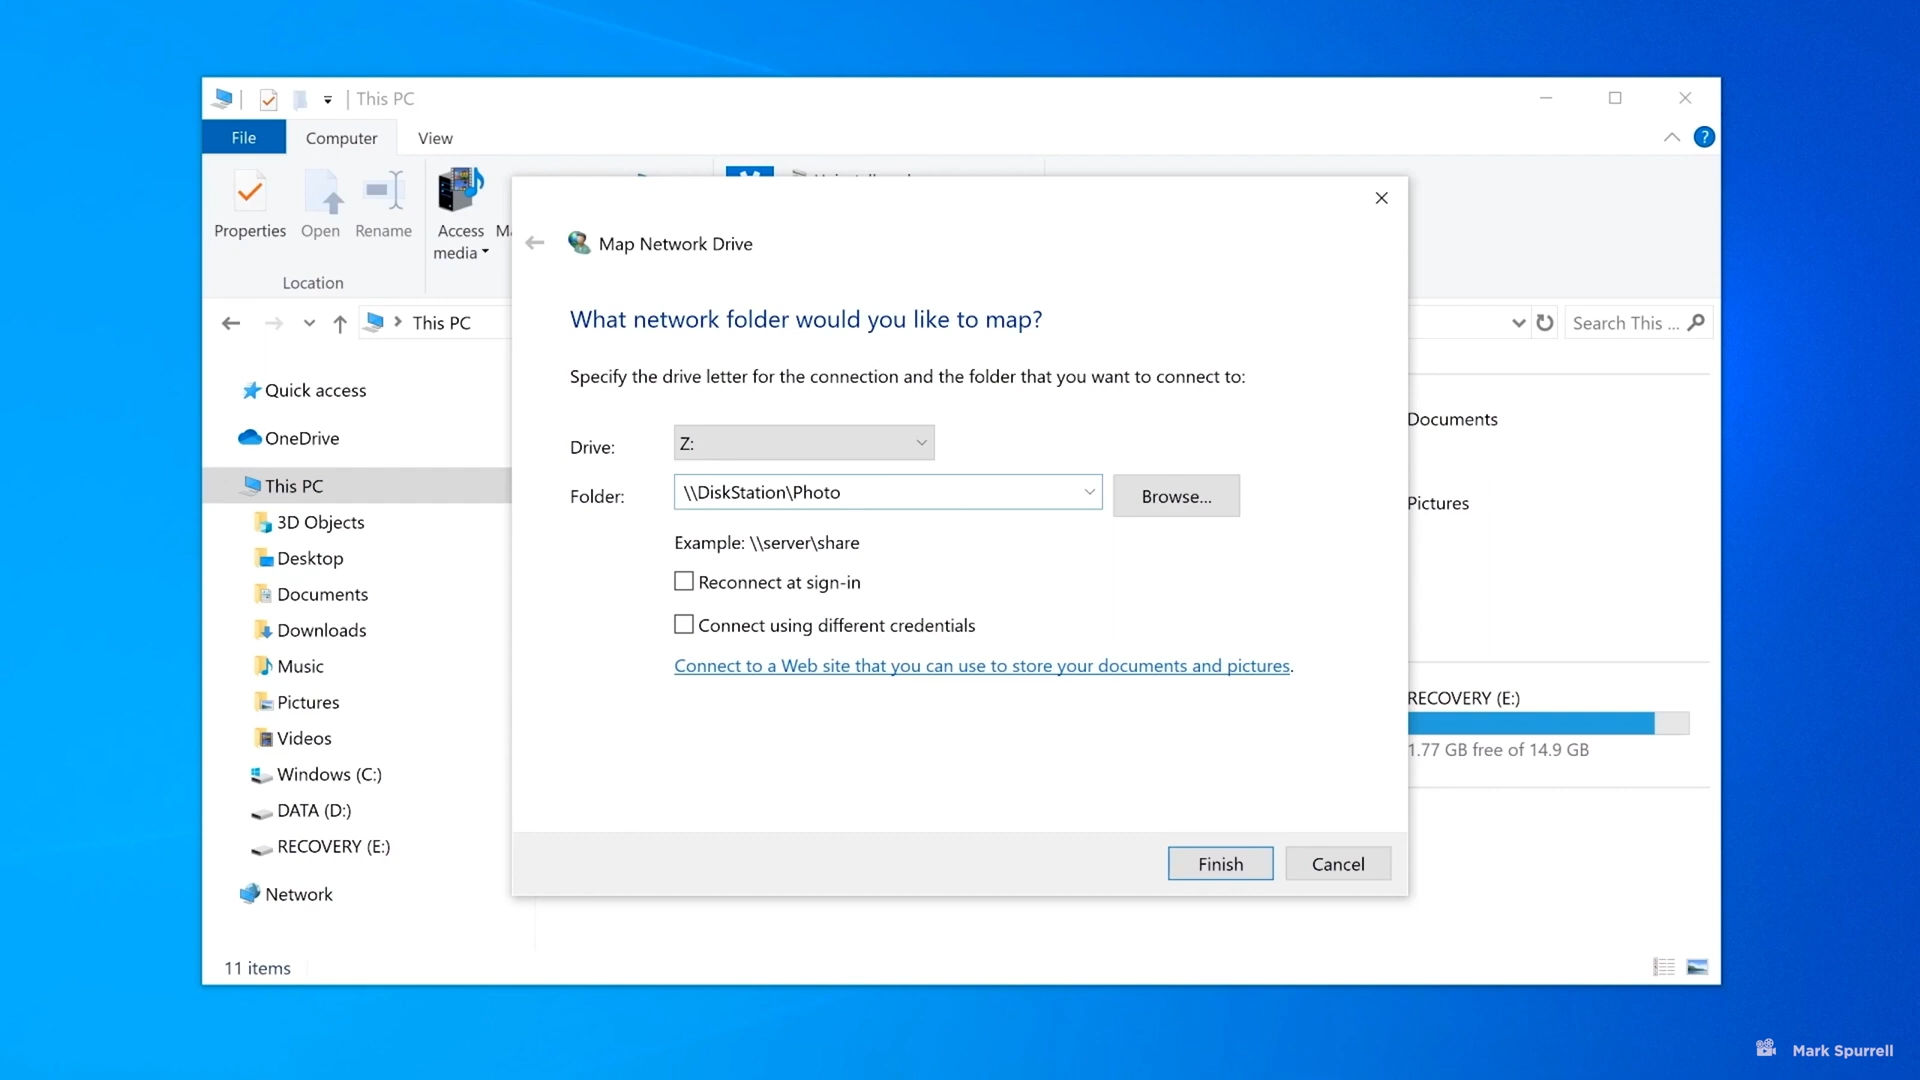 This PC
File
Computer
View
Properties
Open
Rename
Access
media
Location
This PC
Search This ...
Quick access
OneDrive
This PC
3D Objects
Desktop
Documents
Downloads
Music
Pictures
Videos
Windows (C:)
DATA (D:)
RECOVERY (E:)
Network
11 items
Map Network Drive
What network folder would you like to map?
Specify the drive letter for the connection and the folder that you want to connect to:
Drive:
Z:
Folder:
\\DiskStation\Photo
Browse...
Example: \\server\share
Reconnect at sign-in
Connect using different credentials
Connect to a Web site that you can use to store your documents and pictures.
Finish
Cancel
Documents
Pictures
RECOVERY (E:)
1.77 GB free of 14.9 GB
Mark Spurrell